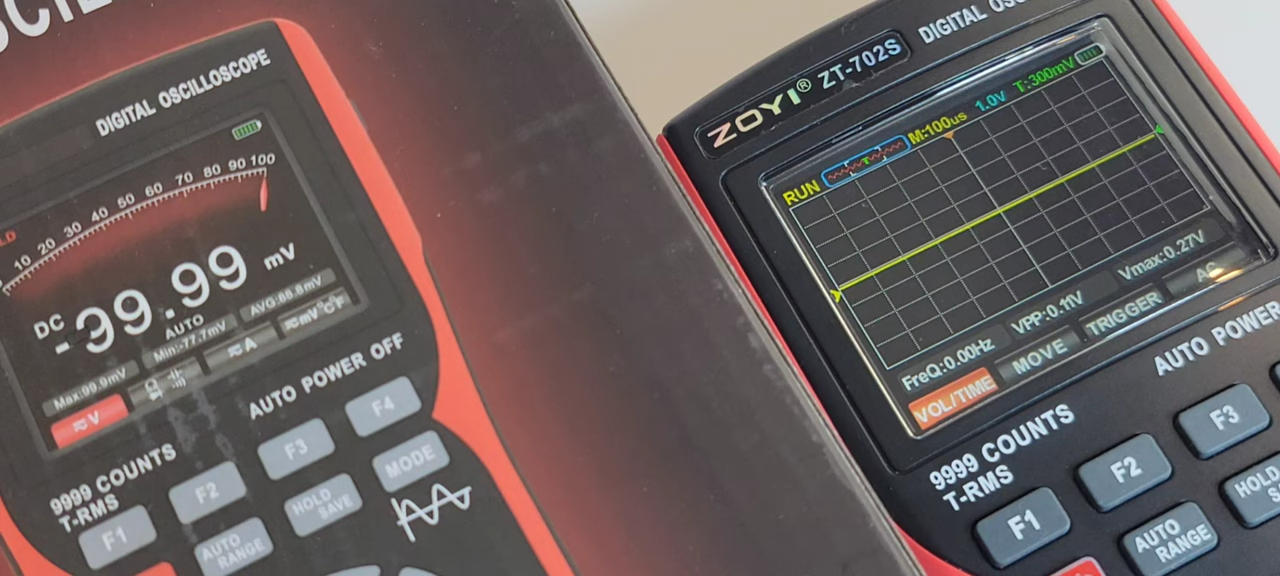 DIGITAL OSCILLOSCOPE
10 20 30 40 50 60 70 80 90 100
DC -99.99 mV
AUTO
Max:99.9mV Min:-77.7mV AVG:88.8mV
≂V ≂A ≂mV °C°F
9999 COUNTS
T-RMS
AUTO POWER OFF
F1 F2 F3 F4
AUTO RANGE
HOLD SAVE
MODE
ZOYI® ZT-702S
RUN M:100us 1.0V T:300mV
FreQ:0.00Hz VPP:0.11V Vmax:0.27V
VOL/TIME MOVE TRIGGER AC
9999 COUNTS
T-RMS
AUTO POWER
F1 F2 F3
AUTO RANGE
HOLD